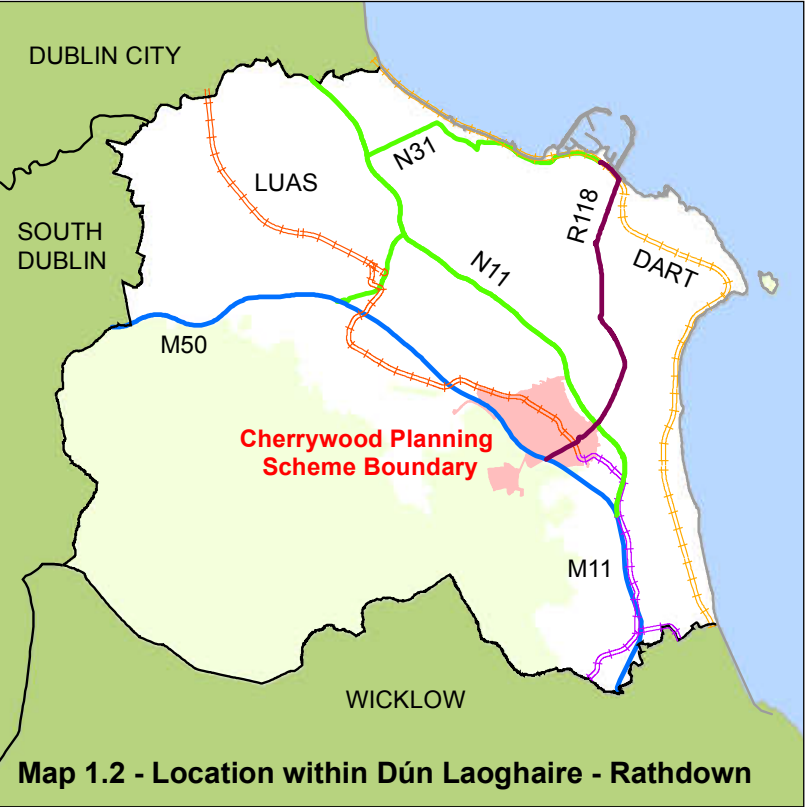 DUBLIN CITY
N31
LUAS
R118
SOUTH
DUBLIN
N11
DART
M50
Cherrywood Planning
Scheme Boundary
M11
WICKLOW
Map 1.2 - Location within Dún Laoghaire - Rathdown